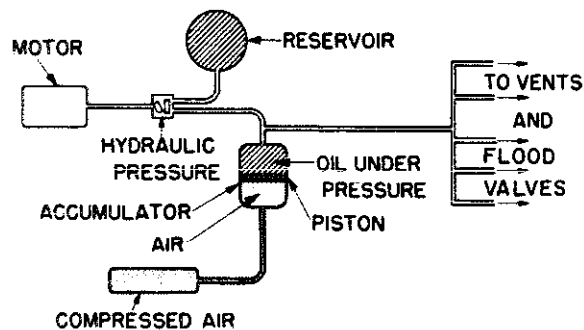 RESERVOIR
MOTOR
TO VENTS
AND
FLOOD
VALVES
HYDRAULIC
PRESSURE
OIL UNDER
PRESSURE
ACCUMULATOR
PISTON
AIR
COMPRESSED AIR